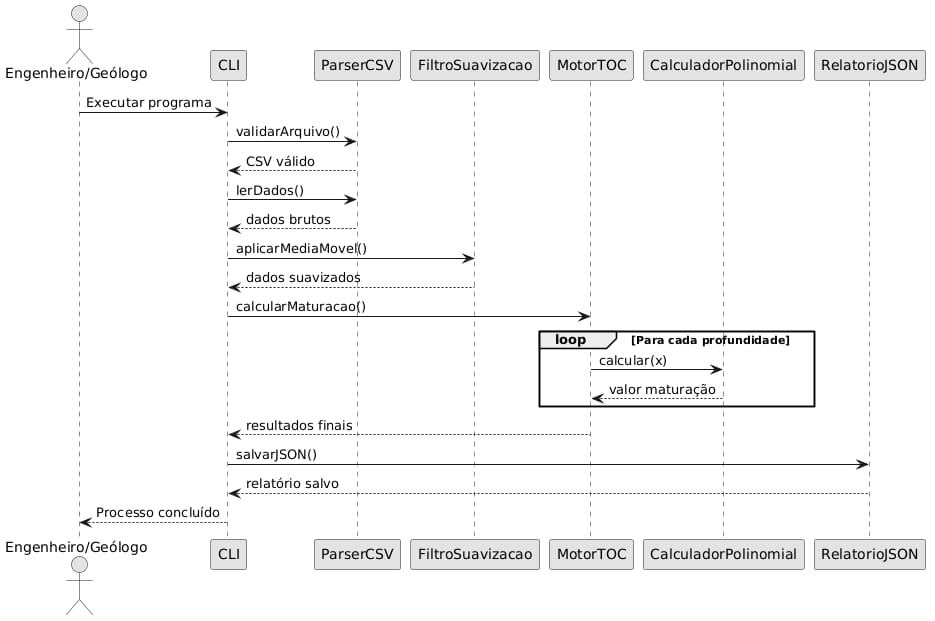 Engenheiro/Geólogo
CLI
ParserCSV
FiltroSuavizacao
MotorTOC
CalculadorPolinomial
RelatorioJSON
Executar programa
validarArquivo()
CSV válido
lerDados()
dados brutos
aplicarMediaMovel()
dados suavizados
calcularMaturacao()
loop
[Para cada profundidade]
calcular(x)
valor maturação
resultados finais
salvarJSON()
relatório salvo
Processo concluído
Engenheiro/Geólogo
CLI
ParserCSV
FiltroSuavizacao
MotorTOC
CalculadorPolinomial
RelatorioJSON